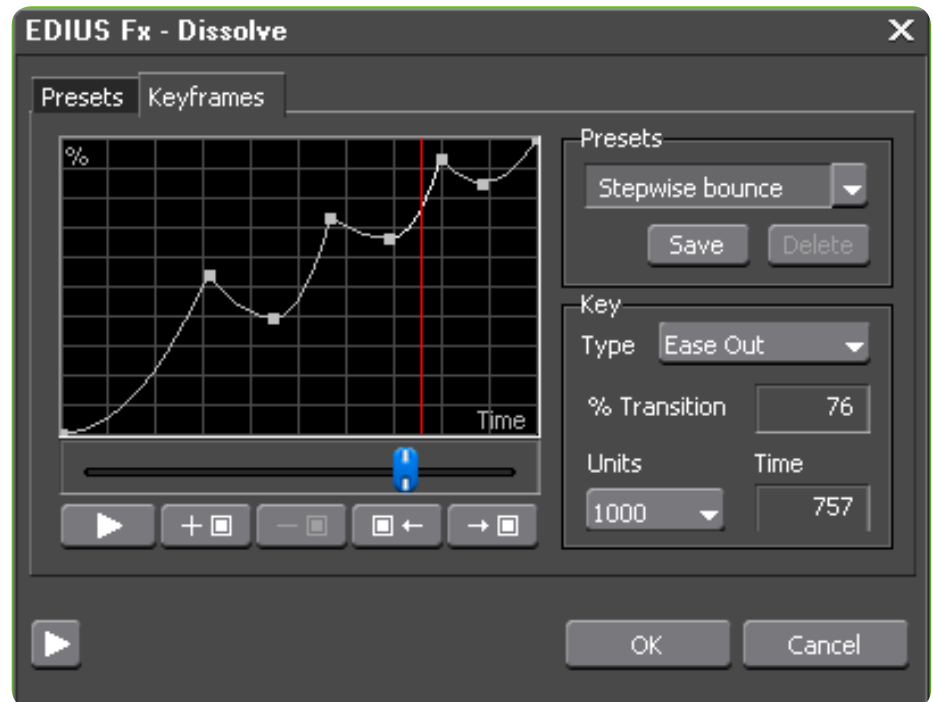 EDIUS Fx - Dissolve
Presets Keyframes
%
Time
Presets
Stepwise bounce
Save Delete
Key
Type Ease Out
% Transition 76
Units Time
1000 757
OK Cancel